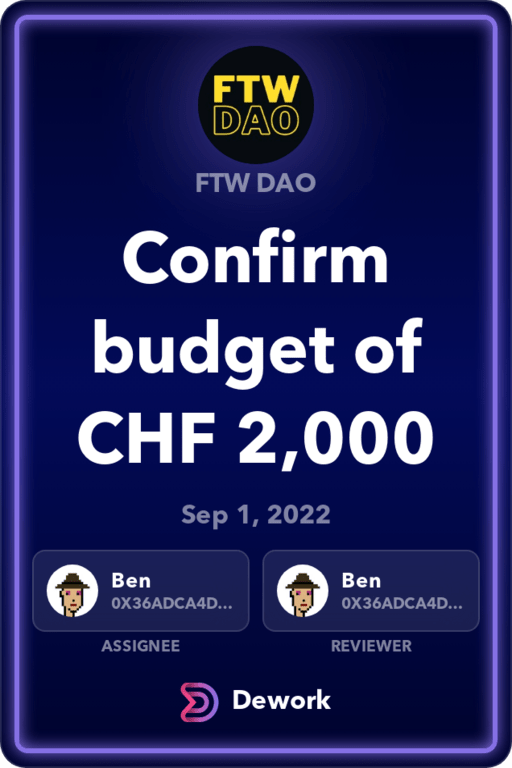 FTW
DAO
FTW DAO
Confirm
budget of
CHF 2,000
Sep 1, 2022
Ben
0X36ADCA4D...
ASSIGNEE
Ben
0X36ADCA4D...
REVIEWER
Dework